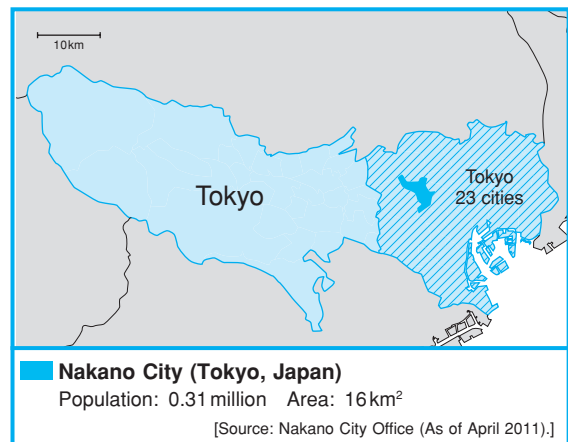 10km
Tokyo
Tokyo
23 cities
Nakano City (Tokyo, Japan)
Population: 0.31 million Area: 16 km²
[Source: Nakano City Office (As of April 2011).]